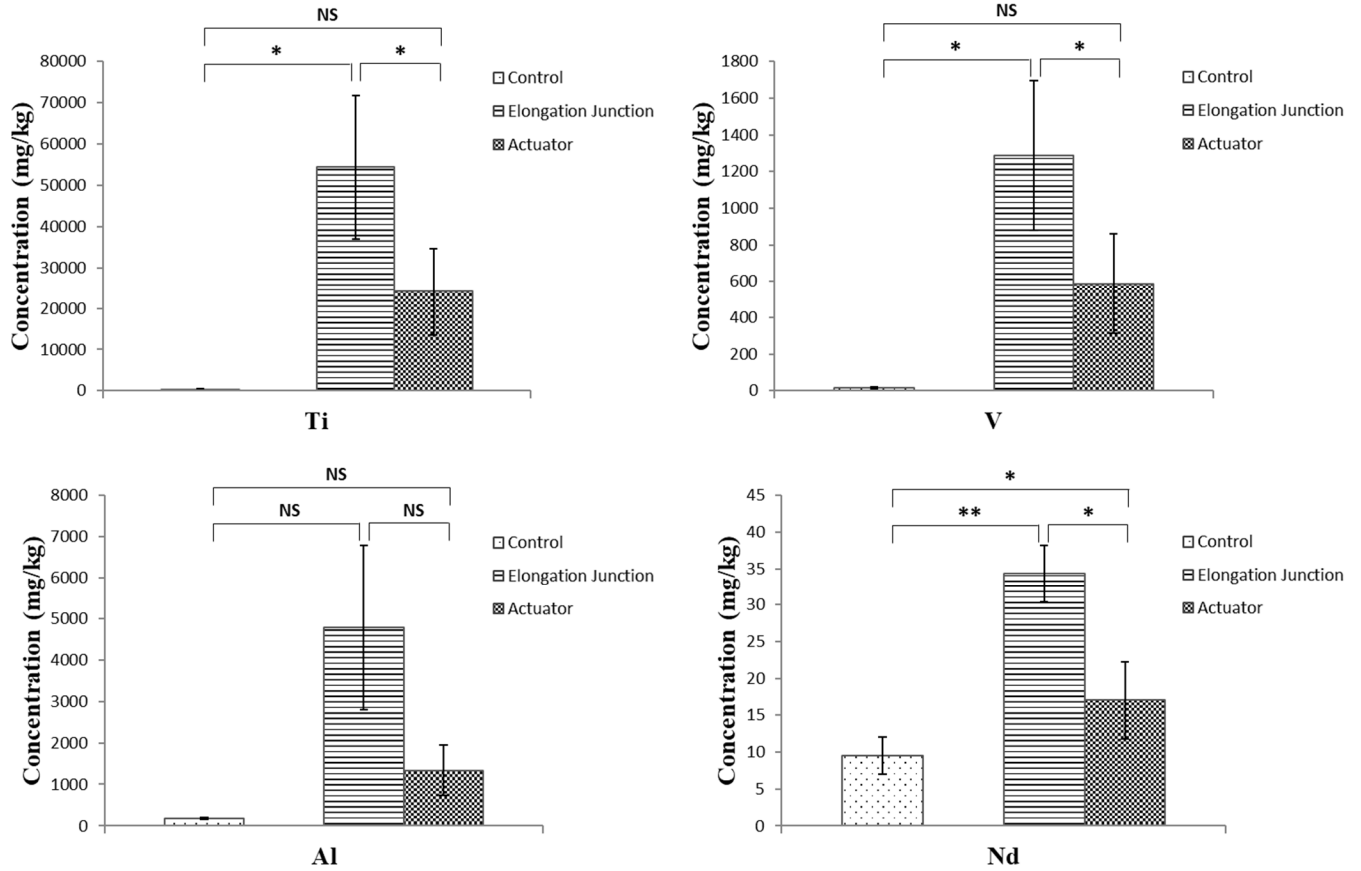 NS
* *
80000
70000
60000
50000
40000
30000
20000
10000
0
Concentration (mg/kg)
Control
Elongation Junction
Actuator
Ti
NS
* *
1800
1600
1400
1200
1000
800
600
400
200
0
Concentration (mg/kg)
Control
Elongation Junction
Actuator
V
NS
NS NS
8000
7000
6000
5000
4000
3000
2000
1000
0
Concentration (mg/kg)
Control
Elongation Junction
Actuator
Al
*
** *
45
40
35
30
25
20
15
10
5
0
Concentration (mg/kg)
Control
Elongation Junction
Actuator
Nd